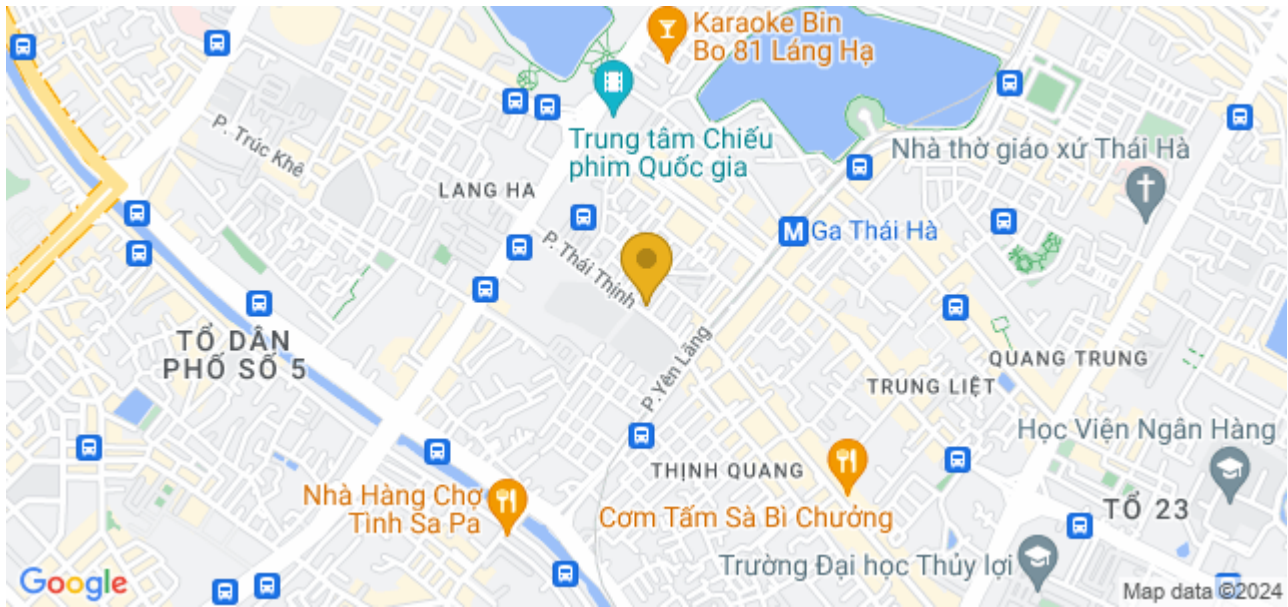 Karaoke Bin
Bo 81 Láng Hạ
Trung tâm Chiếu
phim Quốc gia
P. Trúc Khê
Nhà thờ giáo xứ Thái Hà
LANG HA
Ga Thái Hà
P. Thái Thịnh
TỔ DÂN
PHỐ SỐ 5
P. Yên Lãng
QUANG TRUNG
TRUNG LIỆT
Học Viện Ngân Hàng
THỊNH QUANG
Nhà Hàng Chợ
Tình Sa Pa
Cơm Tấm Sà Bì Chưởng
TỔ 23
Trường Đại học Thủy lợi
Google
Map data ©2024